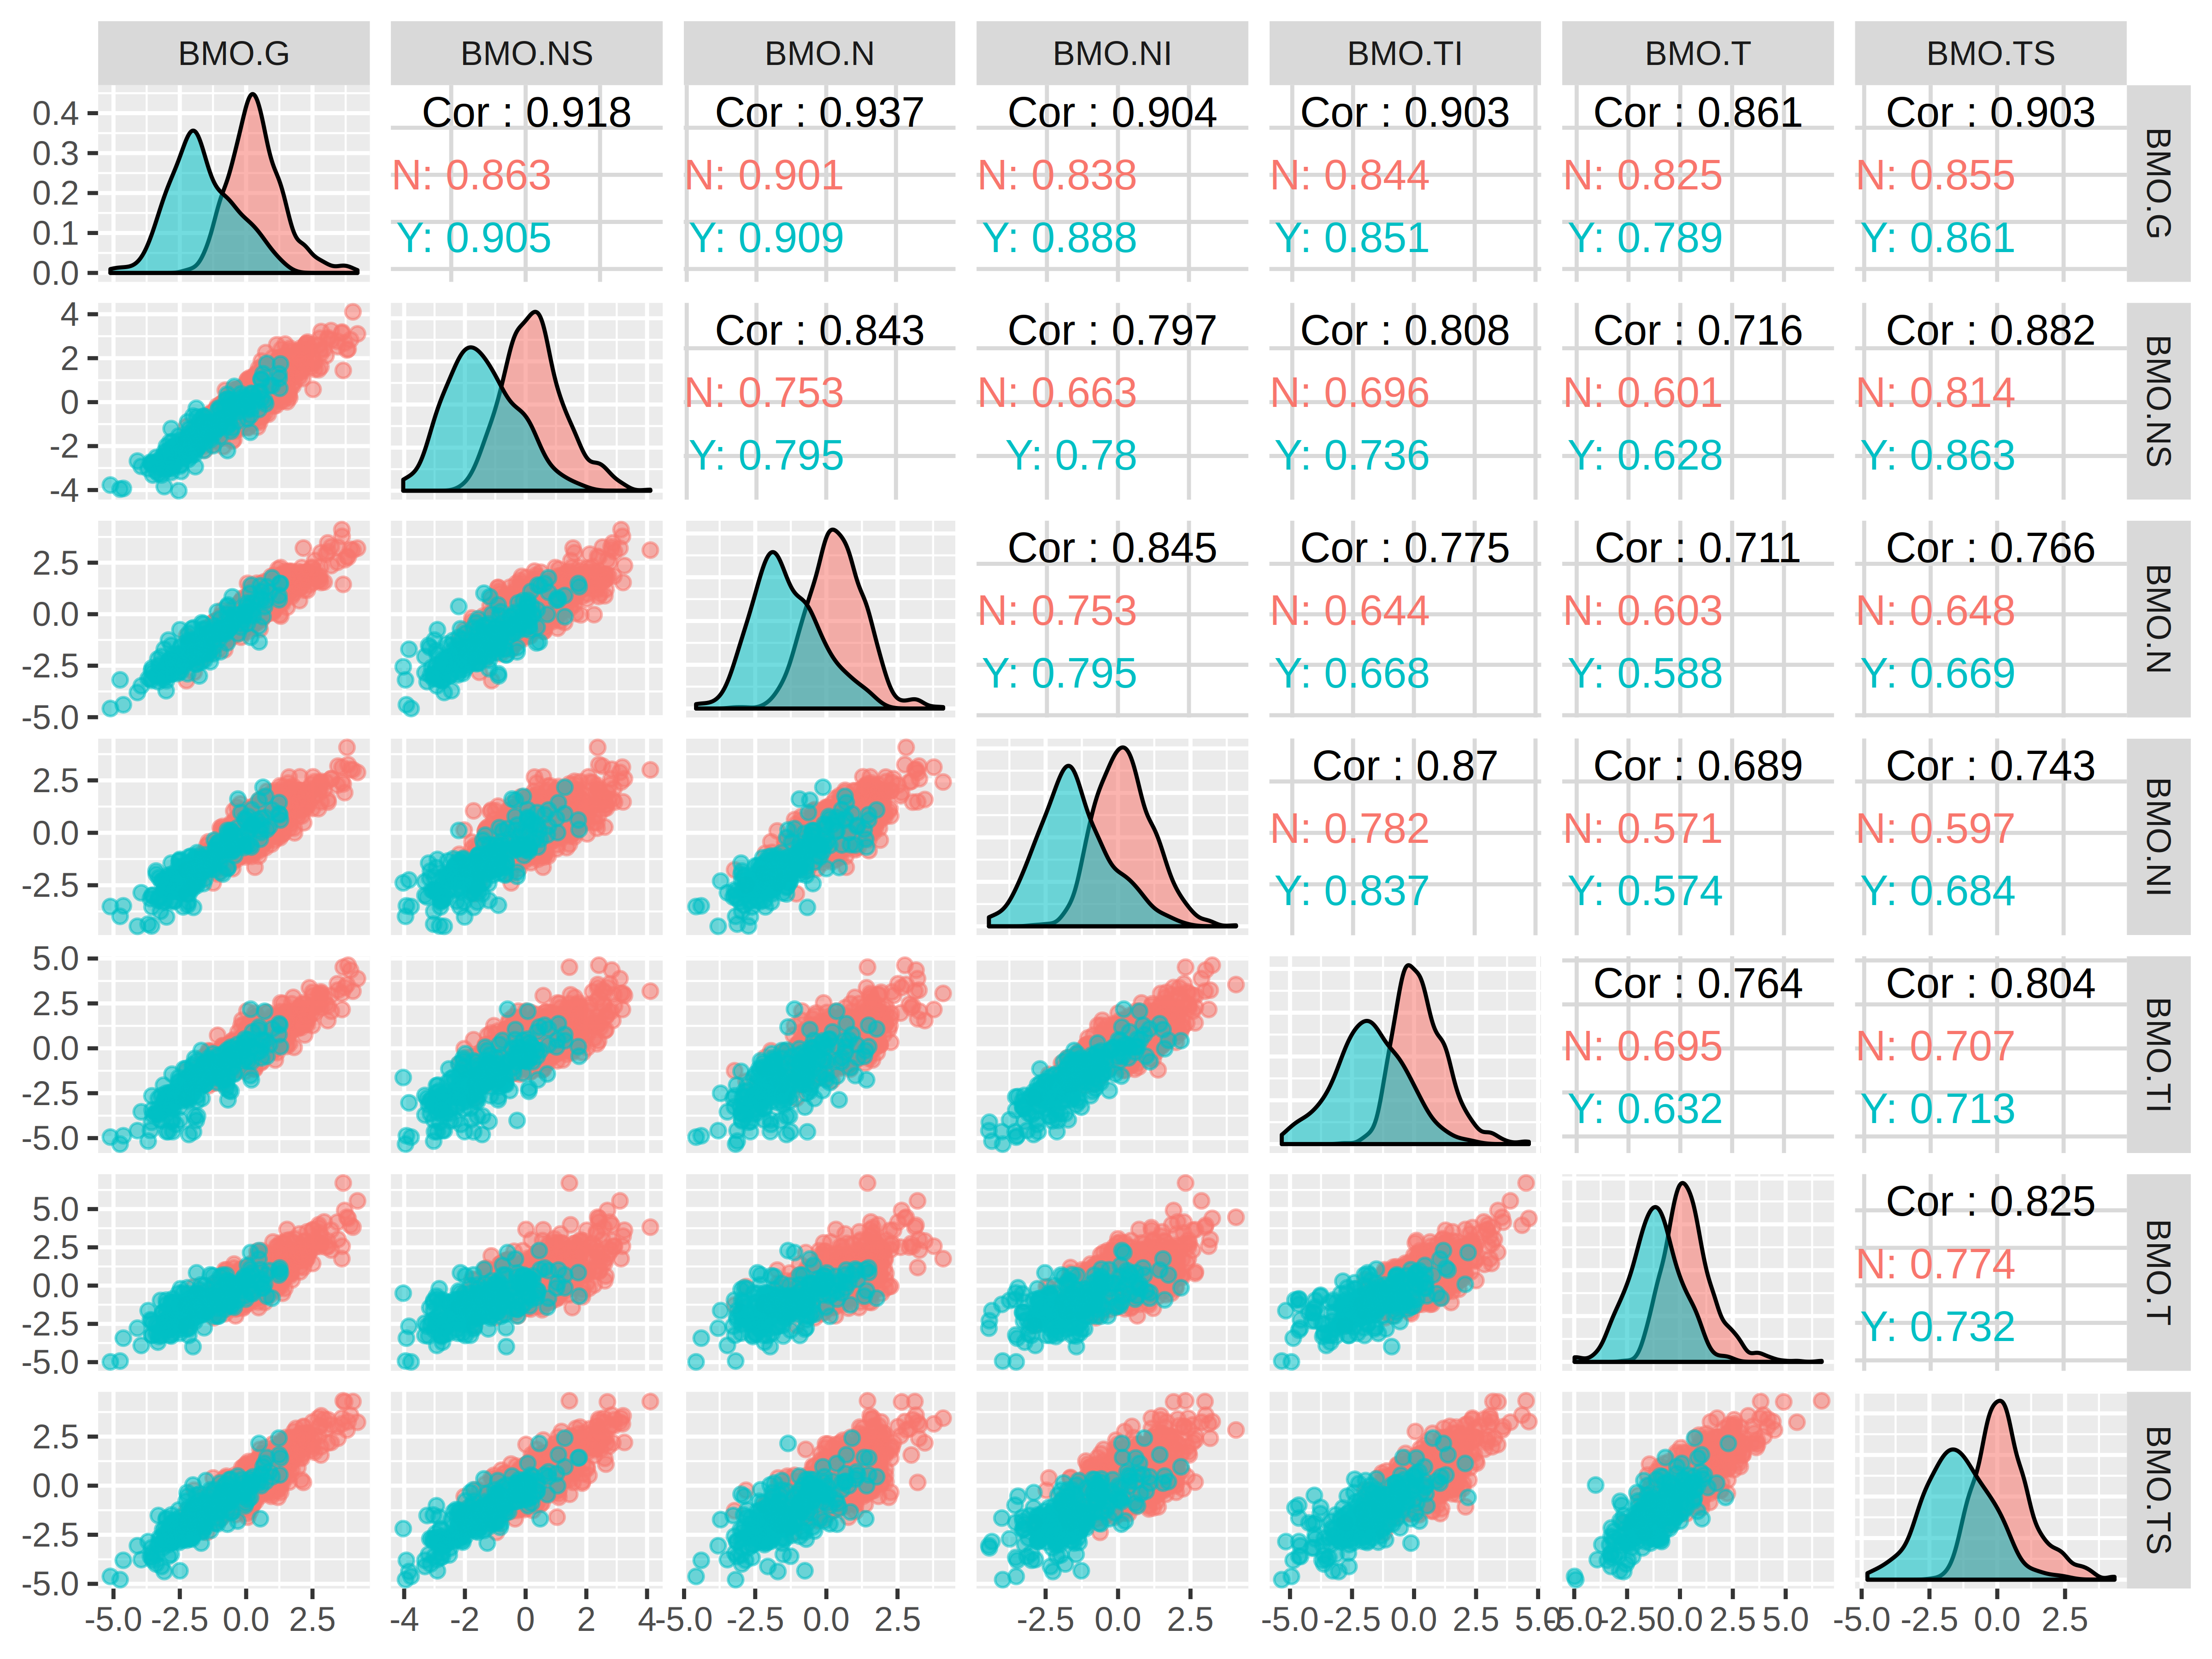 BMO.G BMO.NS BMO.N BMO.NI BMO.TI BMO.T BMO.TS
0.4
0.3
0.2
0.1
0.0
Cor : 0.918
N: 0.863
Y: 0.905
Cor : 0.937
N: 0.901
Y: 0.909
Cor : 0.904
N: 0.838
Y: 0.888
Cor : 0.903
N: 0.844
Y: 0.851
Cor : 0.861
N: 0.825
Y: 0.789
Cor : 0.903
N: 0.855
Y: 0.861
BMO.G
4
2
0
-2
-4
Cor : 0.843
N: 0.753
Y: 0.795
Cor : 0.797
N: 0.663
Y: 0.78
Cor : 0.808
N: 0.696
Y: 0.736
Cor : 0.716
N: 0.601
Y: 0.628
Cor : 0.882
N: 0.814
Y: 0.863
BMO.NS
2.5
0.0
-2.5
-5.0
Cor : 0.845
N: 0.753
Y: 0.795
Cor : 0.775
N: 0.644
Y: 0.668
Cor : 0.711
N: 0.603
Y: 0.588
Cor : 0.766
N: 0.648
Y: 0.669
BMO.N
2.5
0.0
-2.5
Cor : 0.87
N: 0.782
Y: 0.837
Cor : 0.689
N: 0.571
Y: 0.574
Cor : 0.743
N: 0.597
Y: 0.684
BMO.NI
5.0
2.5
0.0
-2.5
-5.0
Cor : 0.764
N: 0.695
Y: 0.632
Cor : 0.804
N: 0.707
Y: 0.713
BMO.TI
5.0
2.5
0.0
-2.5
-5.0
Cor : 0.825
N: 0.774
Y: 0.732
BMO.T
2.5
0.0
-2.5
-5.0
BMO.TS
-5.0 -2.5 0.0 2.5 -4 -2 0 2 4 -5.0 -2.5 0.0 2.5 -2.5 0.0 2.5 -5.0 -2.5 0.0 2.5 5.0 -5.0 -2.5 0.0 2.5 5.0 -5.0 -2.5 0.0 2.5